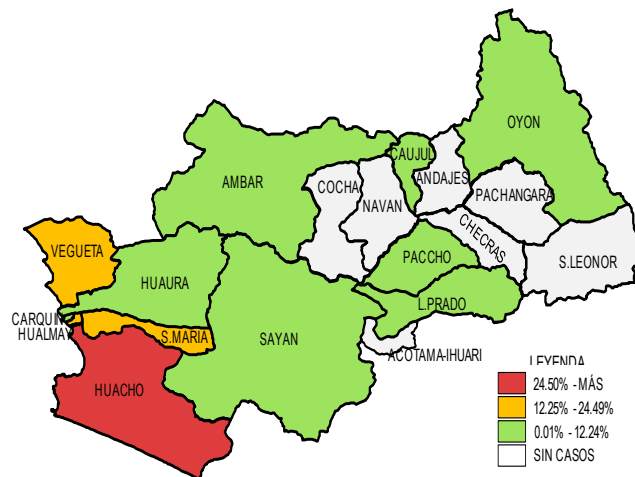 OYON
CAUJUL
AMBAR
COCHA
ANDAJES
NAVAN
PACHANGARA
CHECRAS
VEGUETA
PACCHO
S.LEONOR
HUAURA
L.PRADO
CARQUIN
HUALMAY
S.MARIA
SAYAN
ACOTAMA-IHUARI
HUACHO
LEYENDA
24.50% - MÁS
12.25% - 24.49%
0.01% - 12.24%
SIN CASOS